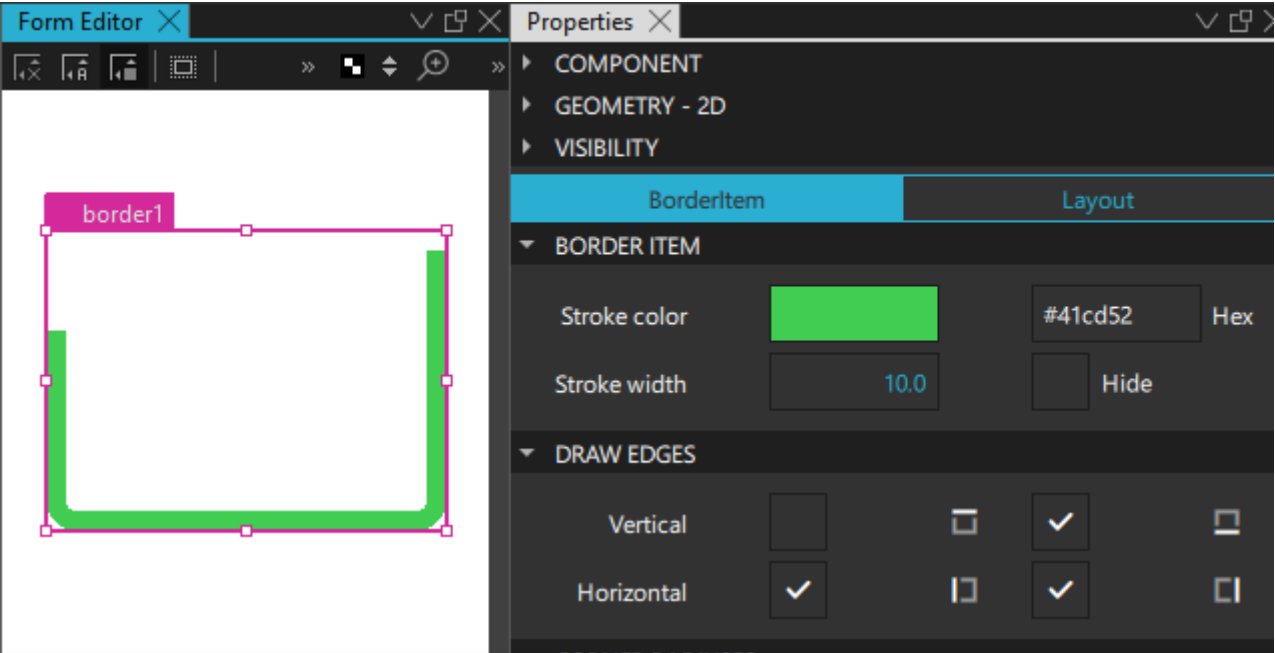 Form Editor
Properties
COMPONENT
GEOMETRY - 2D
VISIBILITY
BorderItem
Layout
border1
BORDER ITEM
Stroke color
#41cd52
Hex
Stroke width
10.0
Hide
DRAW EDGES
Vertical
Horizontal